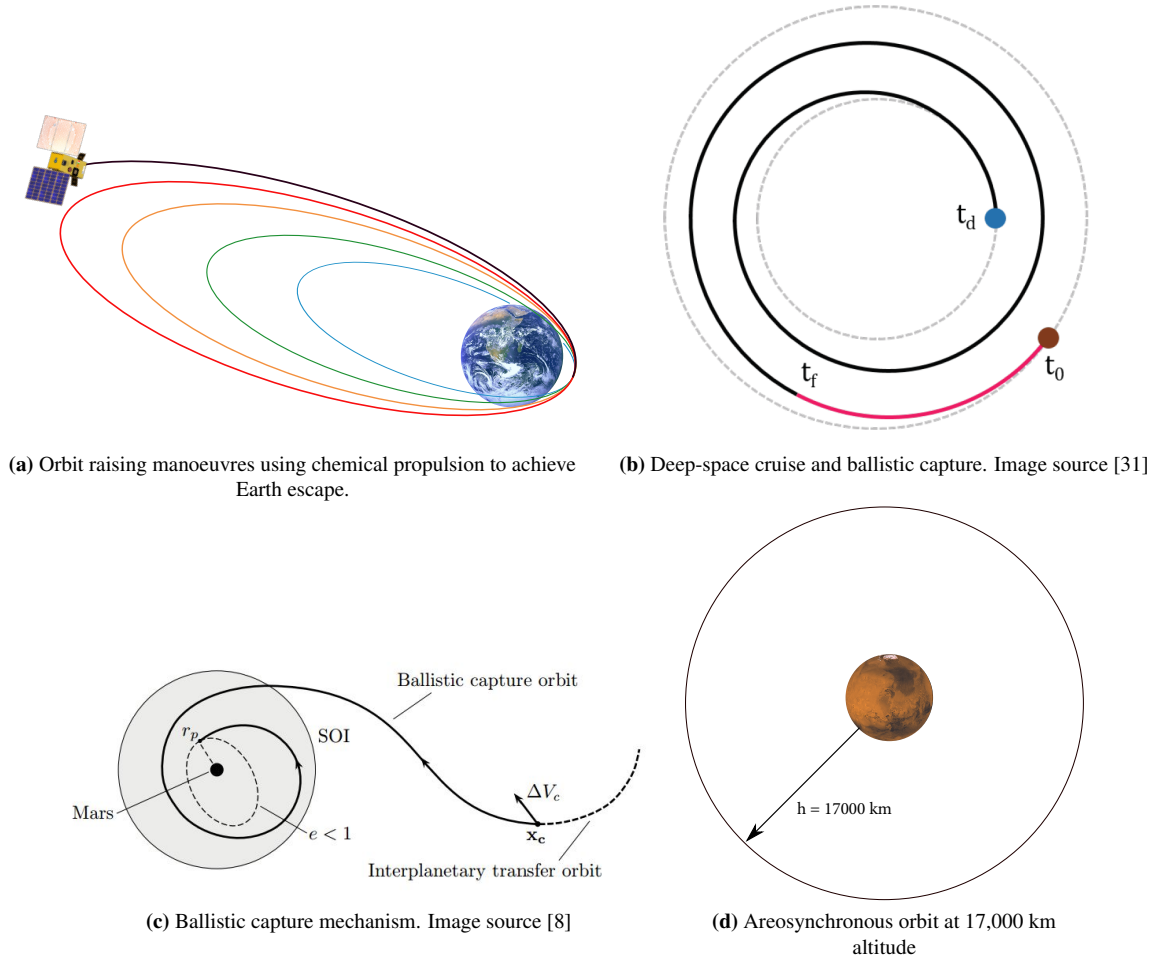 t_d
t_f
t_0
(a) Orbit raising manoeuvres using chemical propulsion to achieve
Earth escape.
(b) Deep-space cruise and ballistic capture. Image source [31]
Ballistic capture orbit
r_p
SOI
Mars
e < 1
ΔV_c
x_c
Interplanetary transfer orbit
h = 17000 km
(c) Ballistic capture mechanism. Image source [8]
(d) Areosynchronous orbit at 17,000 km
altitude